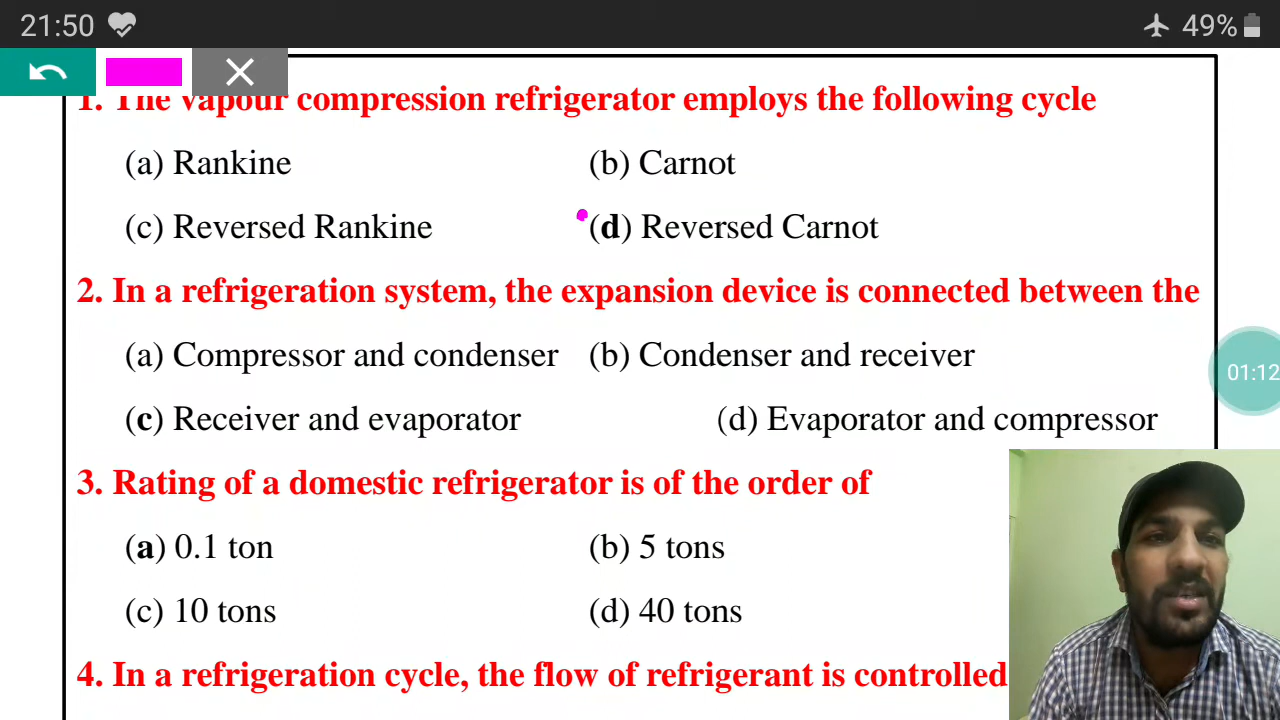 21:50 49%
1. The vapour compression refrigerator employs the following cycle
(a) Rankine (b) Carnot
(c) Reversed Rankine (d) Reversed Carnot
2. In a refrigeration system, the expansion device is connected between the
(a) Compressor and condenser (b) Condenser and receiver
(c) Receiver and evaporator (d) Evaporator and compressor
01:12
3. Rating of a domestic refrigerator is of the order of
(a) 0.1 ton (b) 5 tons
(c) 10 tons (d) 40 tons
4. In a refrigeration cycle, the flow of refrigerant is controlled